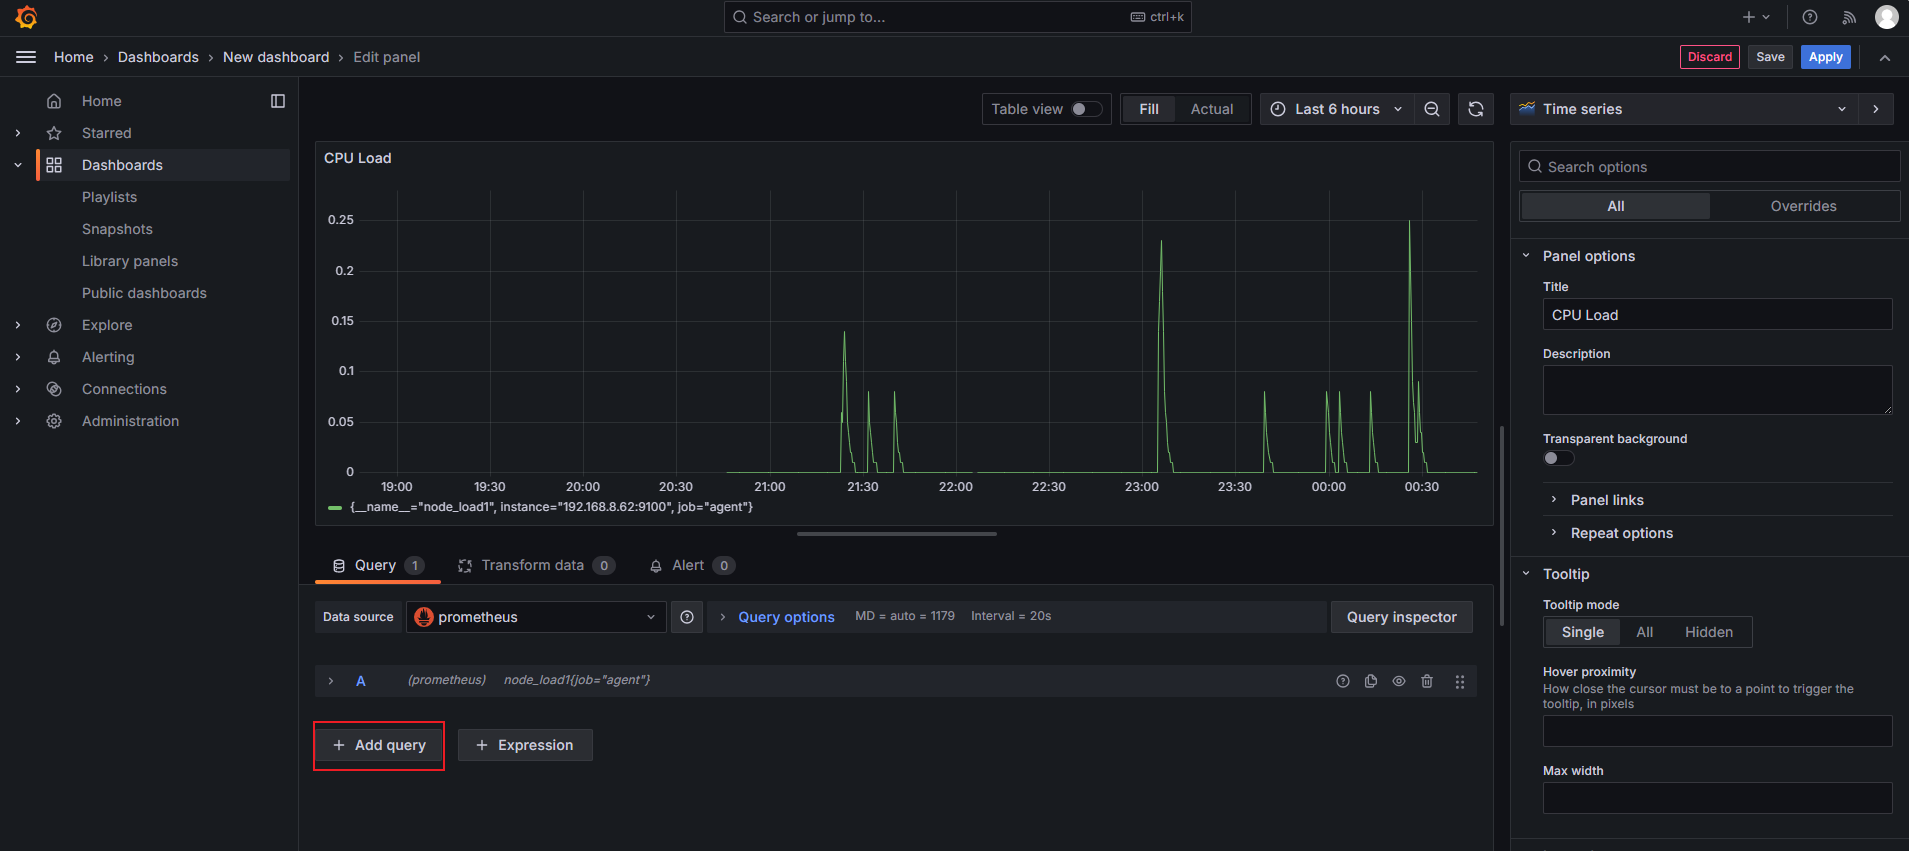 Search or jump to...
ctrl+k
Home › Dashboards › New dashboard › Edit panel
Discard
Save
Apply
Home
Starred
Dashboards
Playlists
Snapshots
Library panels
Public dashboards
Explore
Alerting
Connections
Administration
Table view
Fill
Actual
Last 6 hours
CPU Load
0.25
0.2
0.15
0.1
0.05
0
19:00
19:30
20:00
20:30
21:00
21:30
22:00
22:30
23:00
23:30
00:00
00:30
{__name__="node_load1", instance="192.168.8.62:9100", job="agent"}
Query 1
Transform data 0
Alert 0
Data source
prometheus
Query options
MD = auto = 1179
Interval = 20s
Query inspector
A
(prometheus)
node_load1{job="agent"}
+ Add query
+ Expression
Time series
Search options
All
Overrides
Panel options
Title
CPU Load
Description
Transparent background
Panel links
Repeat options
Tooltip
Tooltip mode
Single
All
Hidden
Hover proximity
How close the cursor must be to a point to trigger the
tooltip, in pixels
Max width